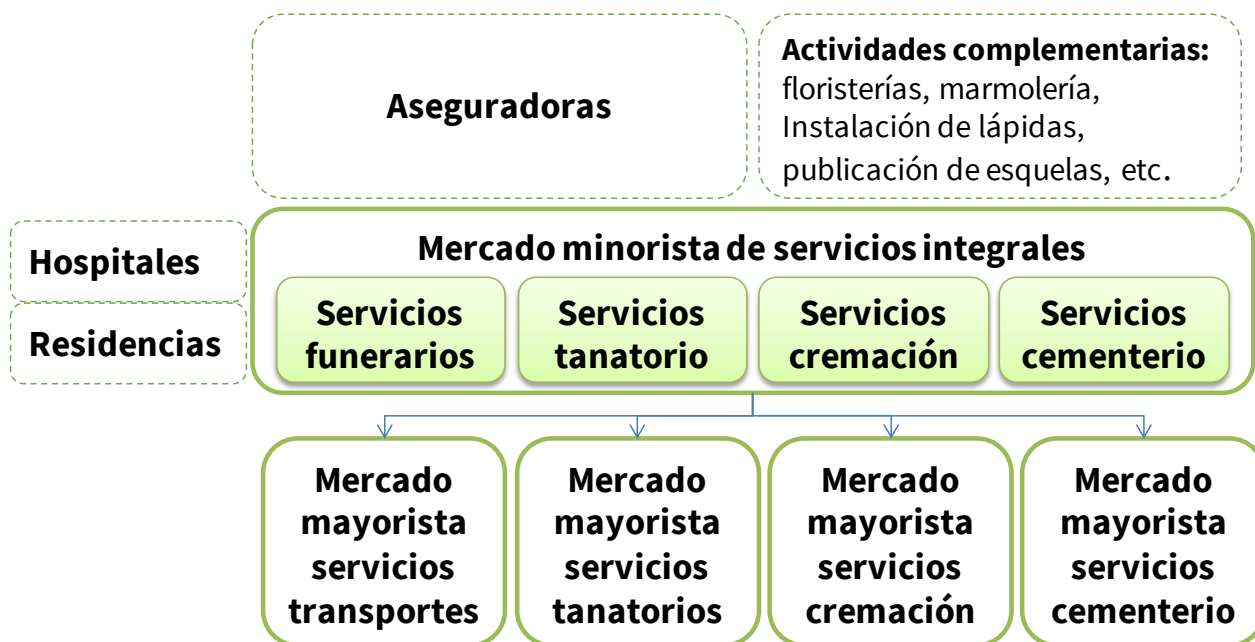 Aseguradoras
Actividades complementarias:
floristerías, marmolería,
Instalación de lápidas,
publicación de esquelas, etc.
Hospitales
Residencias
Mercado minorista de servicios integrales
Servicios
funerarios
Servicios
tanatorio
Servicios
cremación
Servicios
cementerio
Mercado
mayorista
servicios
transportes
Mercado
mayorista
servicios
tanatorios
Mercado
mayorista
servicios
cremación
Mercado
mayorista
servicios
cementerio